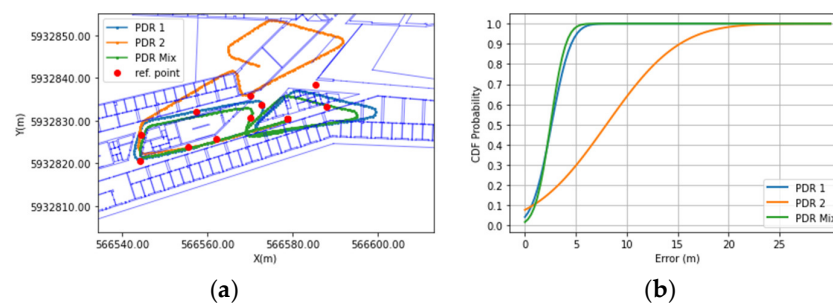 PDR 1
PDR 2
PDR Mix
ref. point
5932850.00
5932840.00
5932830.00
5932820.00
5932810.00
Y(m)
566540.00
566560.00
566580.00
566600.00
X(m)
(a)
1.0
0.9
0.8
0.7
0.6
0.5
0.4
0.3
0.2
0.1
0.0
CDF Probability
PDR 1
PDR 2
PDR Mix
0
5
10
15
20
25
Error (m)
(b)